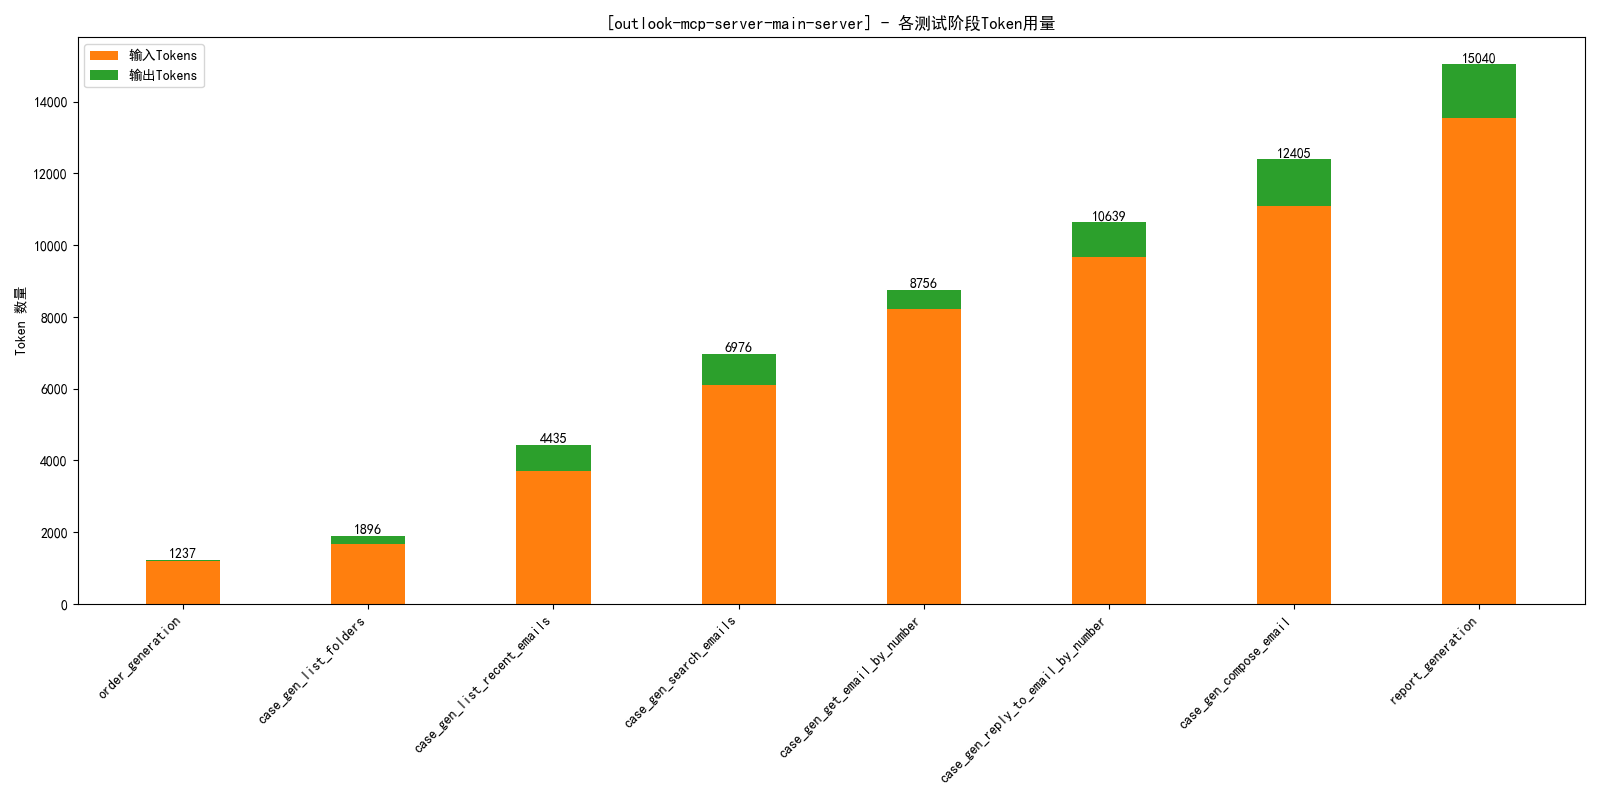 [outlook-mcp-server-main-server] - 各测试阶段Token用量
输入Tokens
输出Tokens
Token 数量
14000
12000
10000
8000
6000
4000
2000
0
1237
1896
4435
6976
8756
10639
12405
15040
order_generation
case_gen_list_folders
case_gen_list_recent_emails
case_gen_search_emails
case_gen_get_email_by_number
case_gen_reply_to_email_by_number
case_gen_compose_email
report_generation